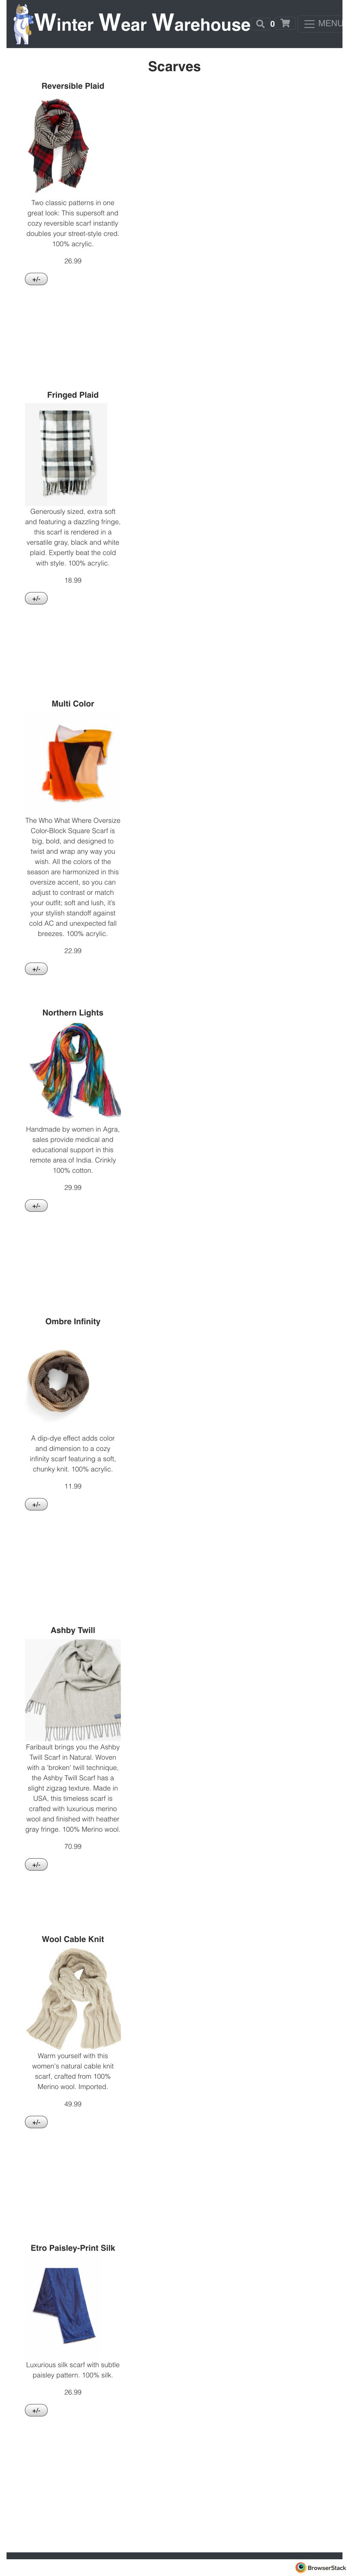 Winter Wear Warehouse
0
MENU
Scarves
Reversible Plaid
Two classic patterns in one
great look: This supersoft and
cozy reversible scarf instantly
doubles your street-style cred.
100% acrylic.
26.99
+/-
Fringed Plaid
Generously sized, extra soft
and featuring a dazzling fringe,
this scarf is rendered in a
versatile gray, black and white
plaid. Expertly beat the cold
with style. 100% acrylic.
18.99
+/-
Multi Color
The Who What Where Oversize
Color-Block Square Scarf is
big, bold, and designed to
twist and wrap any way you
wish. All the colors of the
season are harmonized in this
oversize accent, so you can
adjust to contrast or match
your outfit; soft and lush, it's
your stylish standoff against
cold AC and unexpected fall
breezes. 100% acrylic.
22.99
+/-
Northern Lights
Handmade by women in Agra,
sales provide medical and
educational support in this
remote area of India. Crinkly
100% cotton.
29.99
+/-
Ombre Infinity
A dip-dye effect adds color
and dimension to a cozy
infinity scarf featuring a soft,
chunky knit. 100% acrylic.
11.99
+/-
Ashby Twill
Faribault brings you the Ashby
Twill Scarf in Natural. Woven
with a 'broken' twill technique,
the Ashby Twill Scarf has a
slight zigzag texture. Made in
USA, this timeless scarf is
crafted with luxurious merino
wool and finished with heather
gray fringe. 100% Merino wool.
70.99
+/-
Wool Cable Knit
Warm yourself with this
women's natural cable knit
scarf, crafted from 100%
Merino wool. Imported.
49.99
+/-
Etro Paisley-Print Silk
Luxurious silk scarf with subtle
paisley pattern. 100% silk.
26.99
+/-
BrowserStack